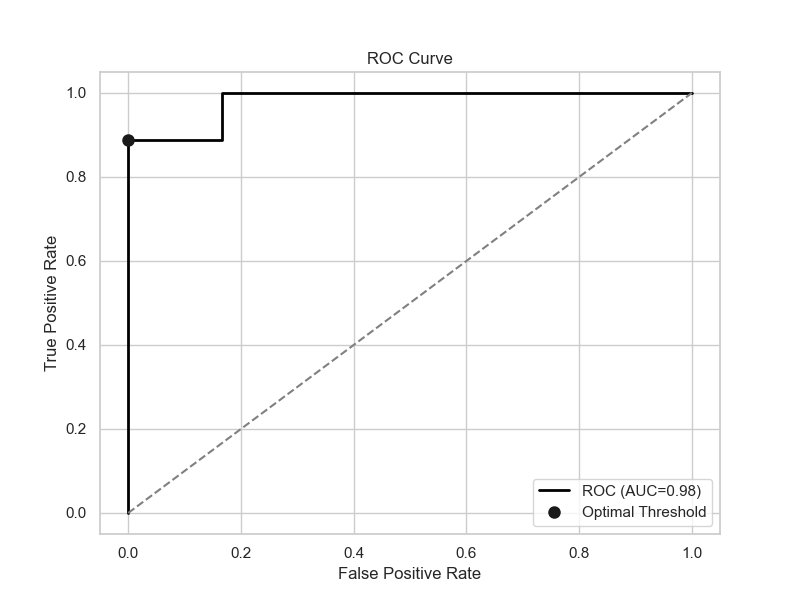 ROC Curve
1.0
0.8
0.6
0.4
0.2
0.0
True Positive Rate
0.0 0.2 0.4 0.6 0.8 1.0
False Positive Rate
ROC (AUC=0.98)
Optimal Threshold